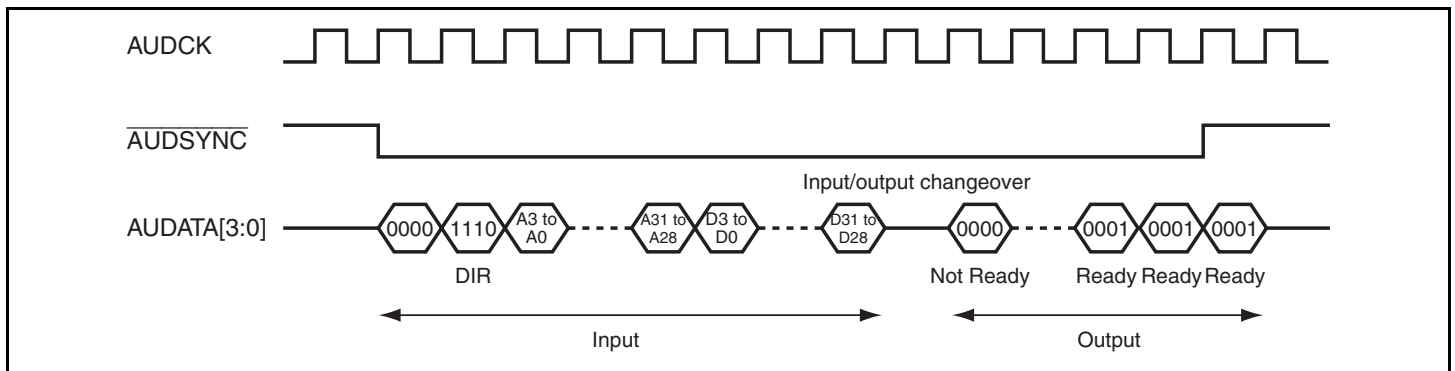 AUDCK
AUDSYNC
Input/output changeover
AUDATA[3:0]
0000
1110
A3 to
A0
A31 to
A28
D3 to
D0
D31 to
D28
0000
0001
0001
0001
DIR
Not Ready
Ready
Ready
Ready
Input
Output